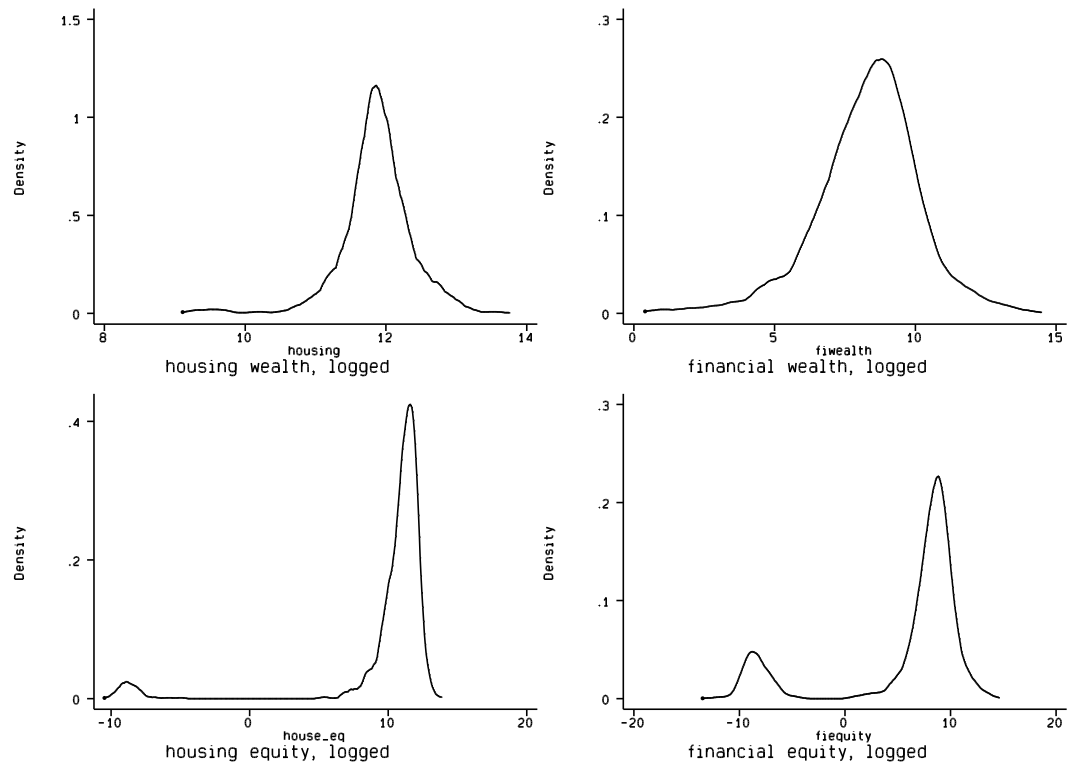 1.5
1
.5
0
Density
8 10 12 14
housing
housing wealth, logged
.3
.2
.1
0
Density
0 5 10 15
fiwealth
financial wealth, logged
.4
.2
0
Density
-10 0 10 20
house_eq
housing equity, logged
.3
.2
.1
0
Density
-20 -10 0 10 20
fiequity
financial equity, logged